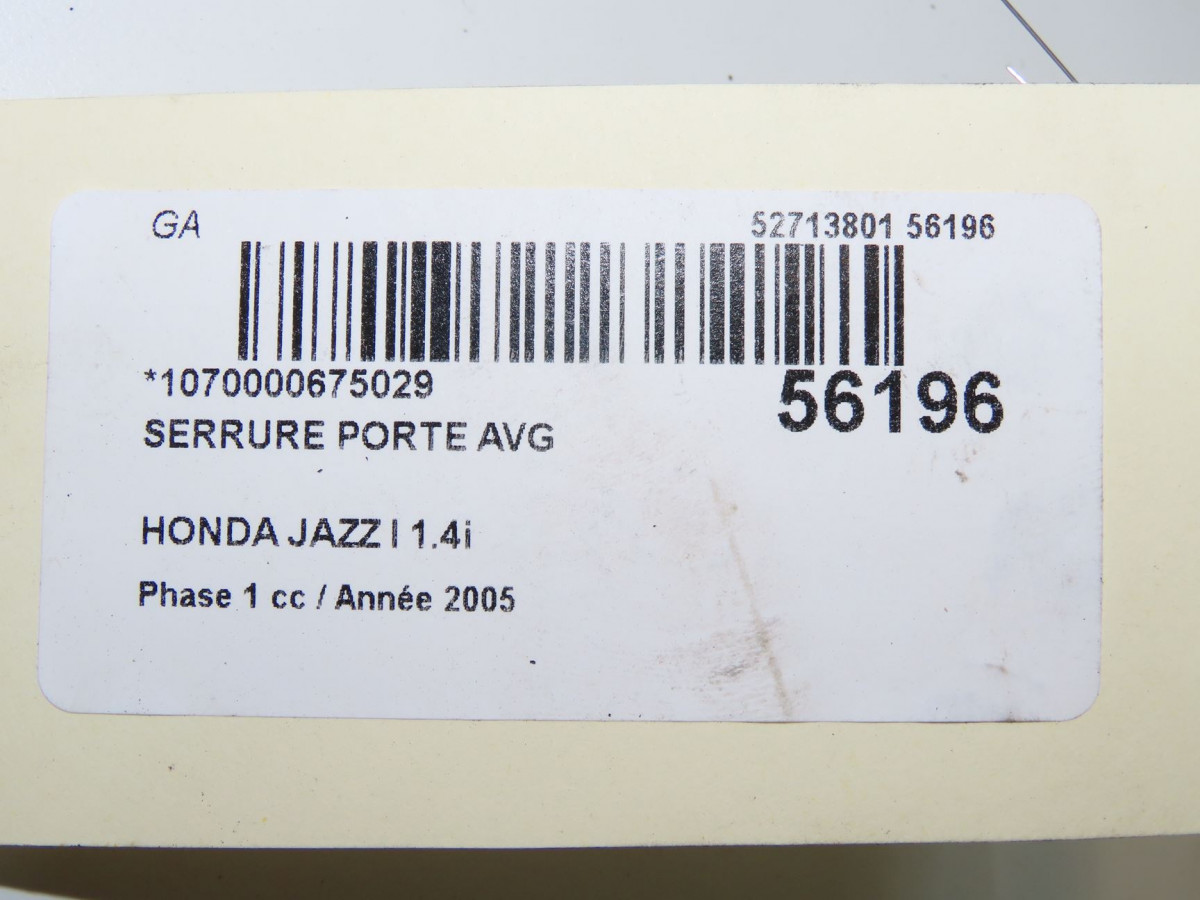 GA
52713801 56196
*1070000675029
56196
SERRURE PORTE AVG
HONDA JAZZ I 1.4i
Phase 1 cc / Année 2005